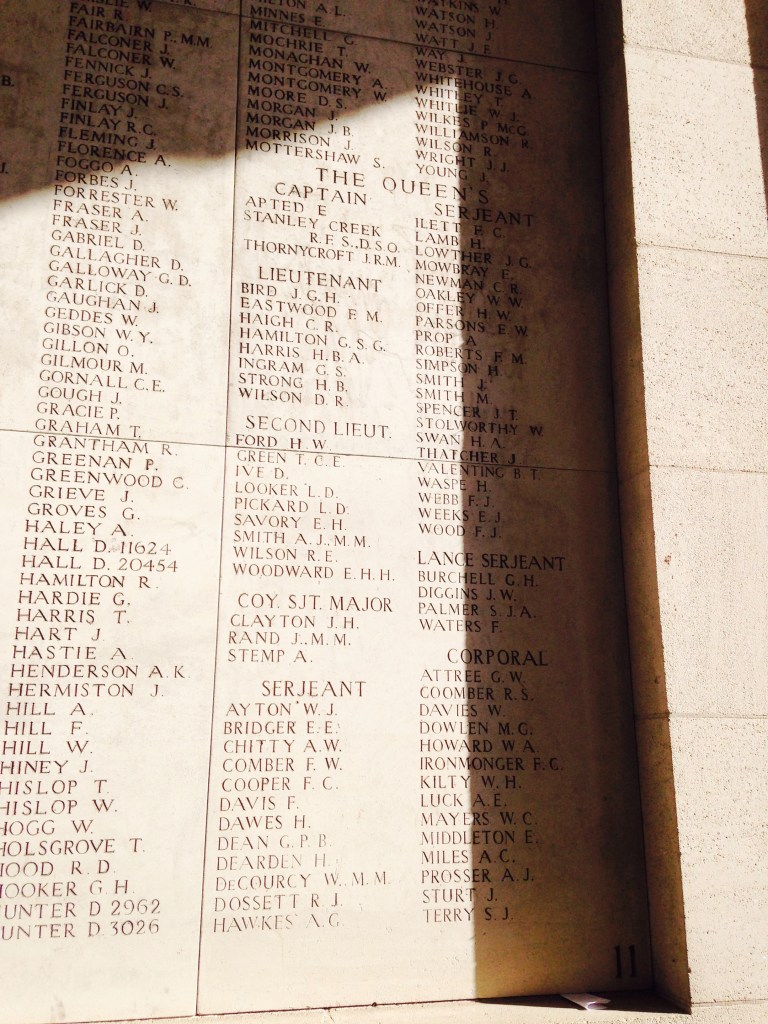 FAIR R.
FAIRBAIRN P., M.M.
FALCONER J.
FALCONER W.
FENNICK J.
FERGUSON C.S.
FERGUSON J.
FINLAY J.
FINLAY R.C.
FLEMING J.
FLORENCE A.
FOGGO A.
FORBES J.
FORRESTER W.
FRASER A.
FRASER J.
GABRIEL D.
GALLAGHER D.
GALLOWAY G. D.
GARLICK D.
GAUGHAN J.
GEDDES W.
GIBSON W. Y.
GILLON O.
GILMOUR M.
GORNALL C.E.
GOUGH J.
GRACIE P.
GRAHAM T.
GRANTHAM R.
GREENAN P.
GREENWOOD C.
GRIEVE J.
GROVES G.
HALEY A.
HALL D. 11624
HALL D. 20454
HAMILTON R.
HARDIE G.
HARRIS T.
HART J.
HASTIE A.
HENDERSON A. K.
HERMISTON J.
HILL A.
HILL F.
HILL W.
HINEY J.
HISLOP T.
HISLOP W.
HOGG W.
HOLSGROVE T.
HOOD R. D.
HOOKER G. H.
UNTER D. 2962
UNTER D. 3026
MINNES E.
MITCHELL G.
MOCHRIE T.
MONAGHAN W.
MONTGOMERY A.
MONTGOMERY W.
MOORE D. S.
MORGAN J.
MORGAN J. B.
MORRISON J.
MOTTERSHAW S.
WATSON H.
WATSON J.
WATT J. F.
WAY J.
WEBSTER J. G.
WHITEHOUSE A.
WHITLEY T.
WHITLIE W. J.
WILKES P. McG.
WILLIAMSON R.
WILSON R.
WRIGHT J. J.
YOUNG J.
THE QUEEN'S
CAPTAIN
APTED E.
STANLEY CREEK
R. F. S., D.S.O.
THORNYCROFT J.R.M.
LIEUTENANT
BIRD J. G. H.
EASTWOOD F. M.
HAIGH C. R.
HAMILTON G. S. G.
HARRIS H. B. A.
INGRAM G. S.
STRONG H. B.
WILSON D. R.
SECOND LIEUT.
FORD H. W.
GREEN T. C. E.
IVE D.
LOOKER L. D.
PICKARD L. D.
SAVORY E. H.
SMITH A. J., M. M.
WILSON R. E.
WOODWARD E. H. H.
COY. SJT. MAJOR
CLAYTON J. H.
RAND J., M. M.
STEMP A.
SERJEANT
AYTON W. J.
BRIDGER E. E.
CHITTY A. W.
COMBER F. W.
COOPER F. C.
DAVIS F.
DAWES H.
DEAN G. P. B.
DEARDEN H.
DeCOURCY W., M. M.
DOSSETT R. J.
HAWKES A. G.
SERJEANT
ILETT F. C.
LAMB H.
LOWTHER J. G.
MOWBRAY E.
NEWMAN C. R.
OAKLEY W. W.
OFFER H. W.
PARSONS E. W.
PROP A.
ROBERTS F. M.
SIMPSON H.
SMITH J.
SMITH M.
SPENCER J. T.
STOLWORTHY W.
SWAN H. A.
THATCHER J.
VALENTINE B. T.
WASPE H.
WEBB F. J.
WEEKS E. J.
WOOD F. J.
LANCE SERJEANT
BURCHELL G. H.
DIGGINS J. W.
PALMER S. J. A.
WATERS F.
CORPORAL
ATTREE G. W.
COOMBER R. S.
DAVIES W.
DOWLEN M. G.
HOWARD W. A.
IRONMONGER F. C.
KILTY W. H.
LUCK A. E.
MAYERS W. C.
MIDDLETON E.
MILES A. C.
PROSSER A. J.
STURT J.
TERRY S. J.
11